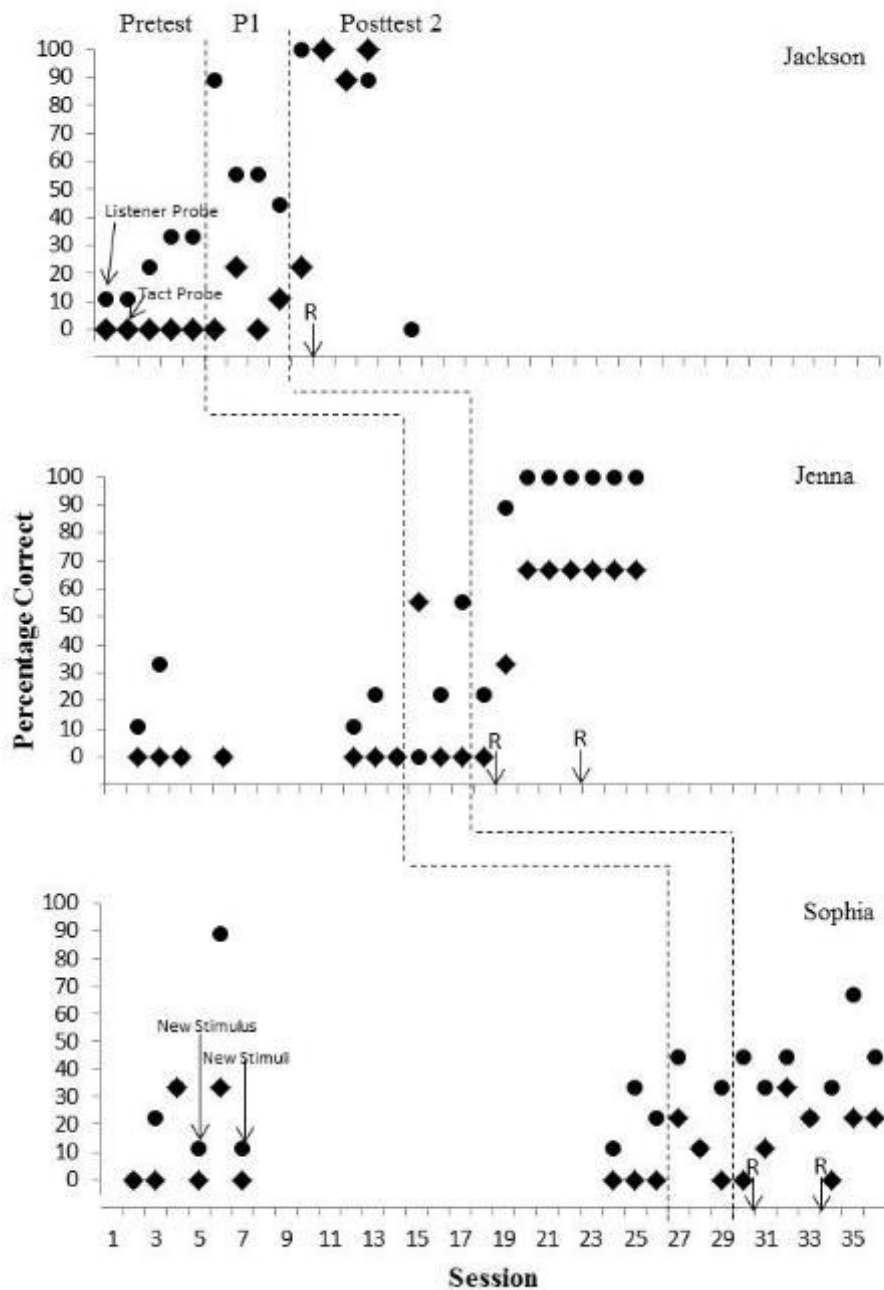 Pretest P1 Posttest 2
Jackson
100
90
80
70
60
50
40
30
20
10
0
Listener Probe
Tact Probe
R
Jenna
100
90
80
70
60
50
40
30
20
10
0
R R
Percentage Correct
Sophia
100
90
80
70
60
50
40
30
20
10
0
New Stimulus
New Stimuli
R R
1 3 5 7 9 11 13 15 17 19 21 23 25 27 29 31 33 35
Session